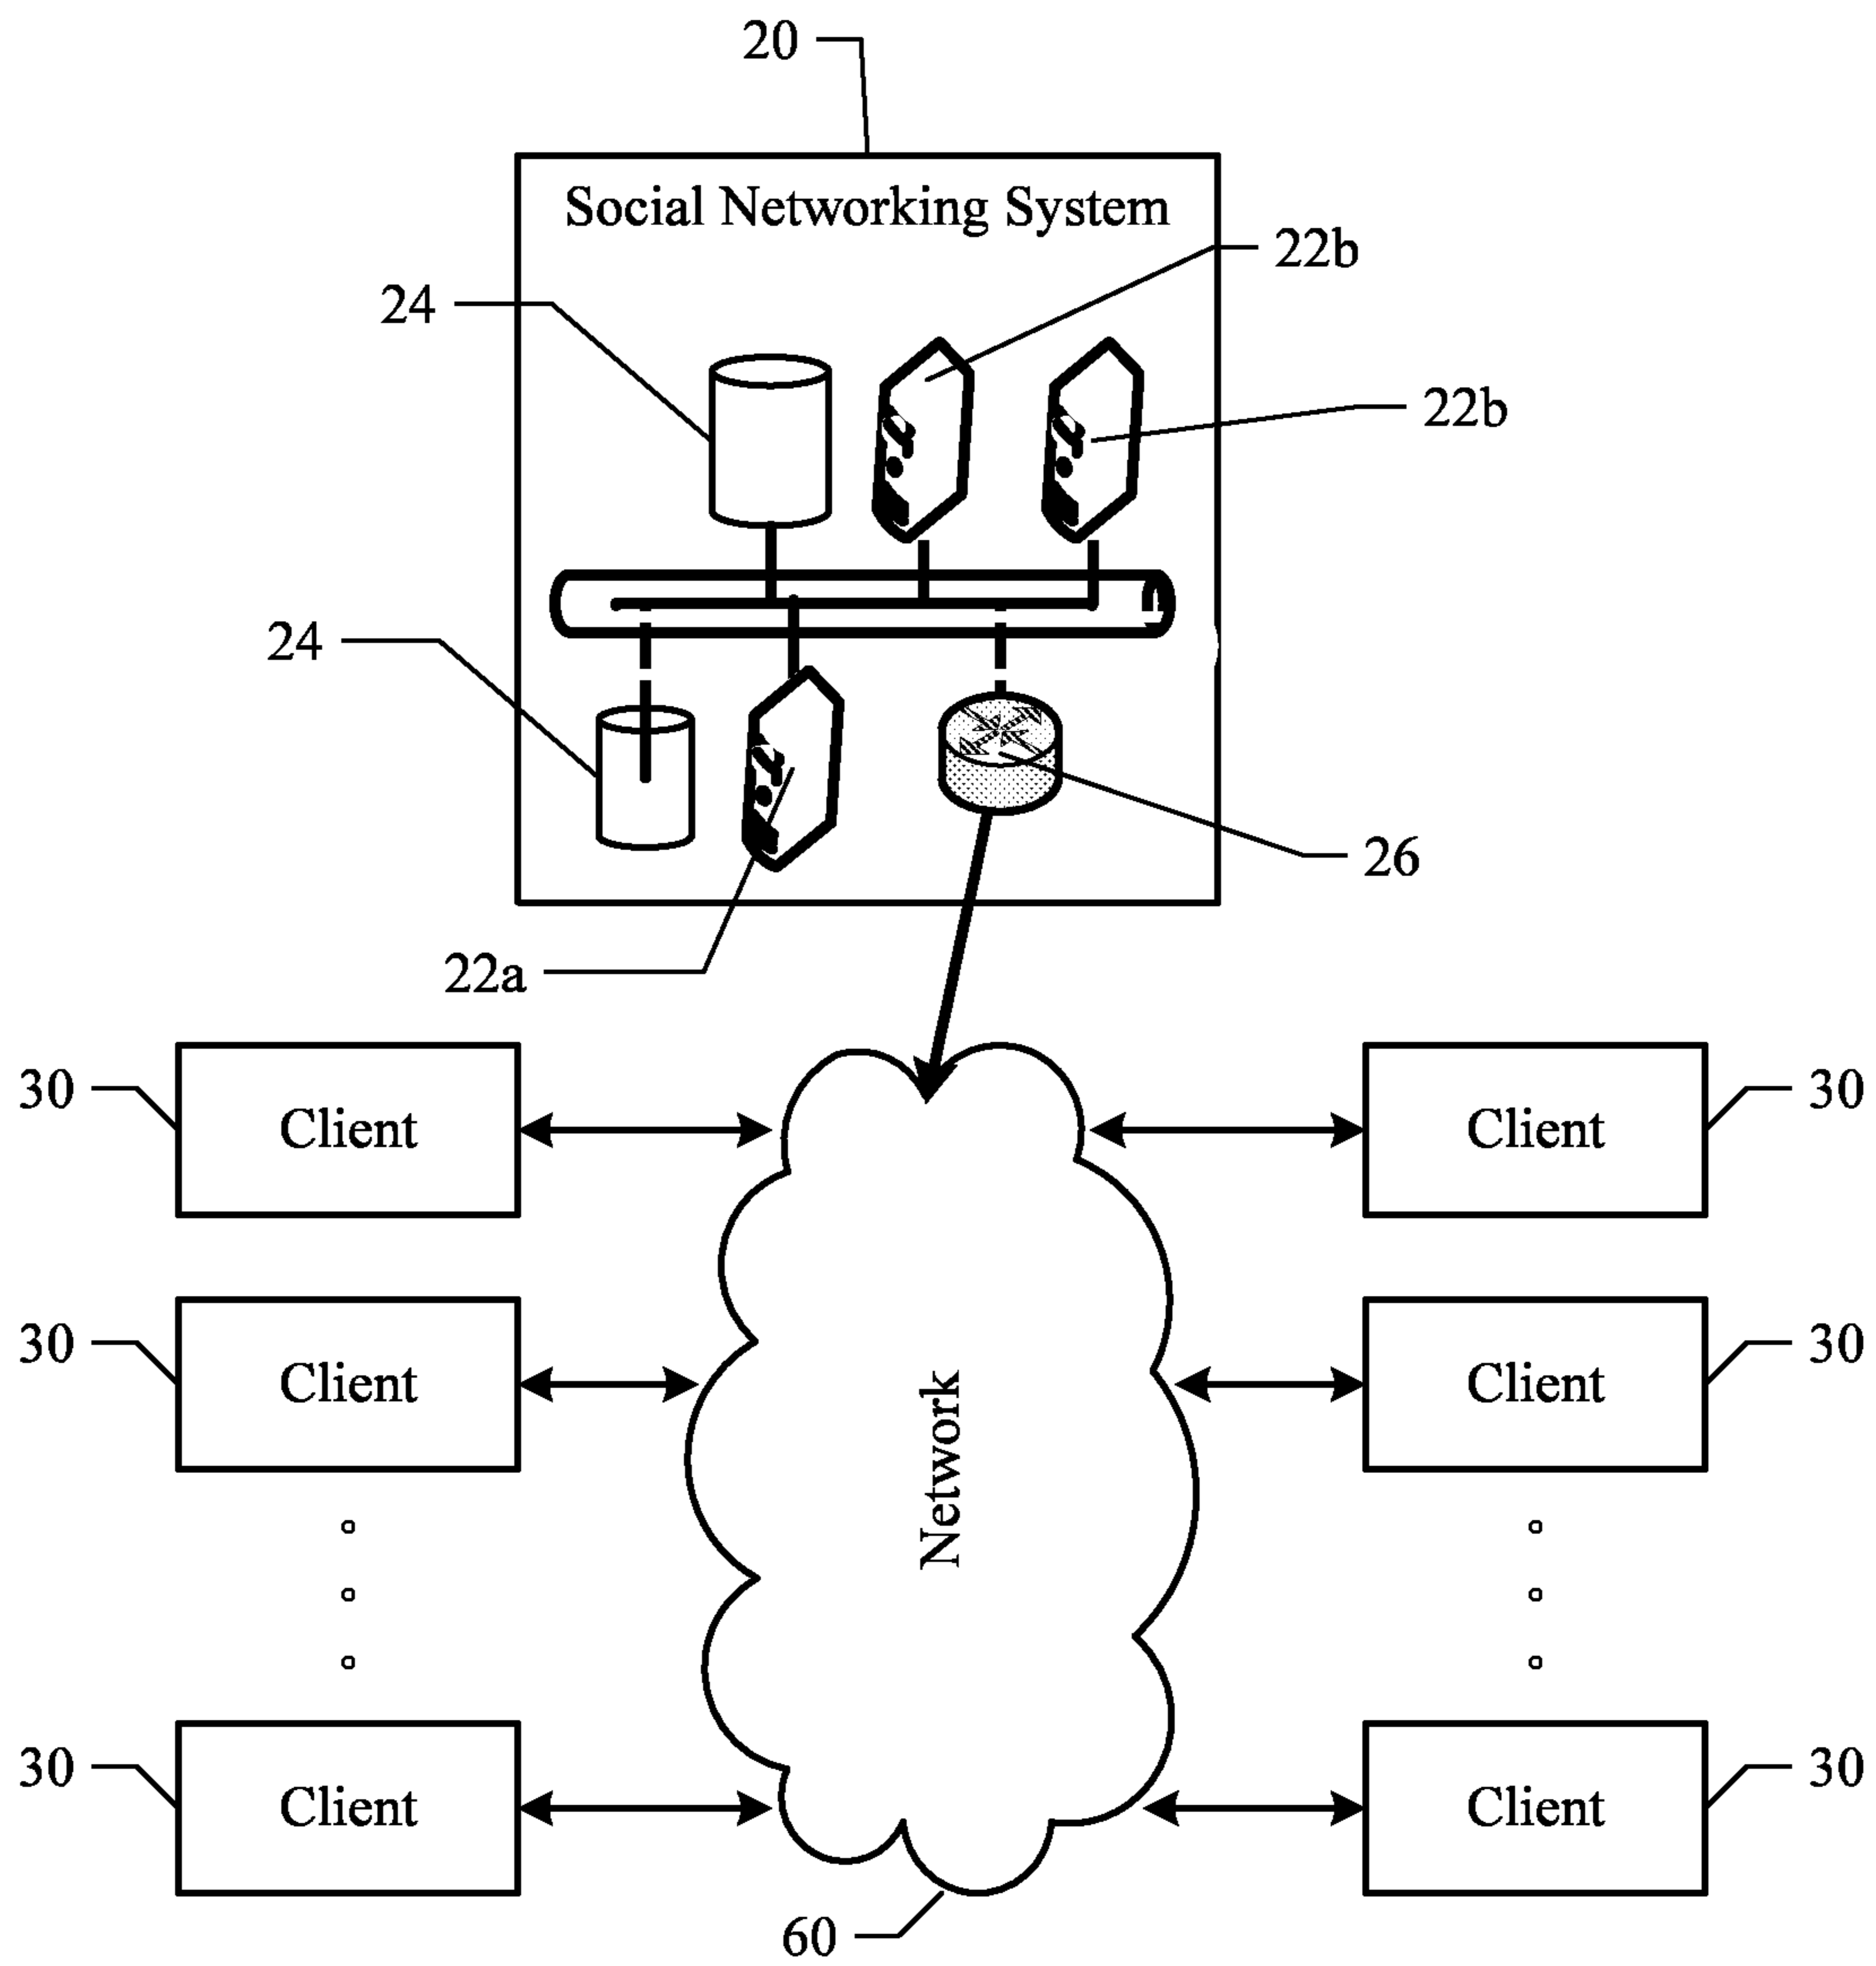 20
Social Networking System
22b
24
22b
24
26
22a
30
Client
Client
30
30
Client
Client
30
Network
30
Client
Client
30
60